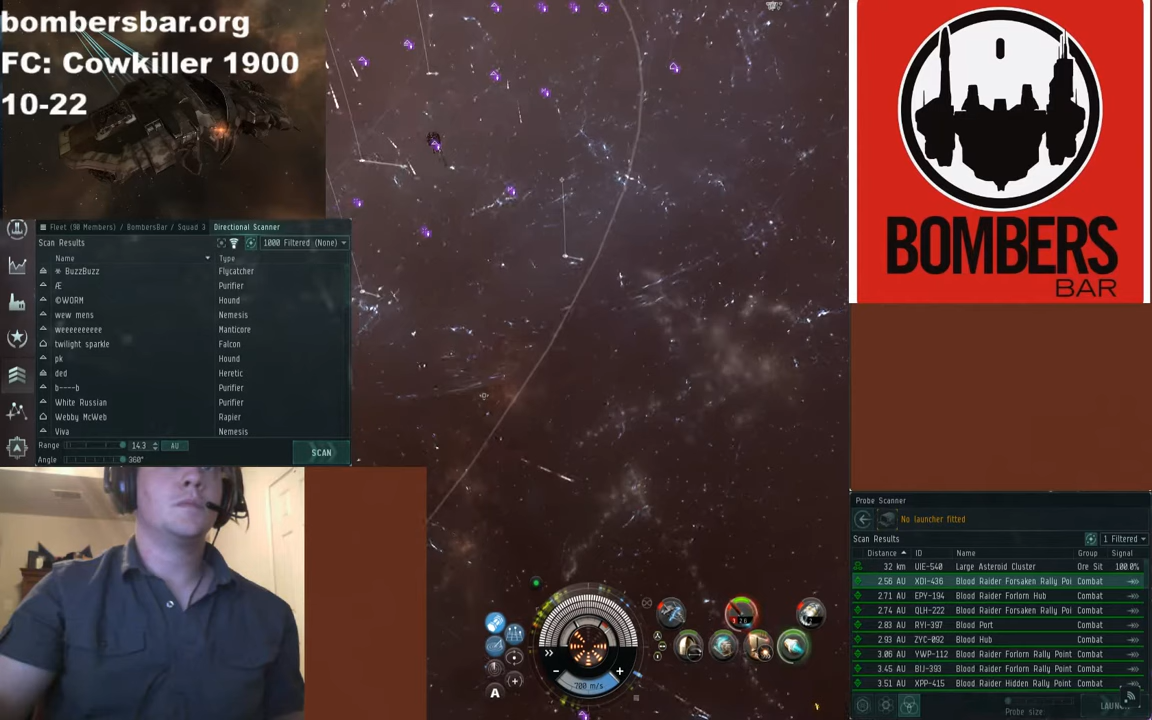 bombersbar.org
FC: Cowkiller 1900
10-22
BOMBERS
BAR
Fleet (90 Members) / BombersBar / Squad 3
Directional Scanner
Scan Results
1000 Filtered (None)
Name Type
* BuzzBuzz Flycatcher
Æ Purifier
©WORM Hound
wew mens Nemesis
weeeeeeeeee Manticore
twilight sparkle Falcon
pk Hound
ded Heretic
b----b Purifier
White Russian Purifier
Webby McWeb Rapier
Viva Nemesis
Range 14.3 AU
Angle 360°
SCAN
Probe Scanner
No launcher fitted
Scan Results 1 Filtered
Distance ID Name Group Signal
32 km UIE-540 Large Asteroid Cluster Ore Sit 100.0%
2.56 AU XDI-436 Blood Raider Forsaken Rally Poi Combat
2.71 AU EPY-194 Blood Raider Forlorn Hub Combat
2.74 AU QLH-222 Blood Raider Forsaken Rally Poi Combat
2.83 AU RYI-397 Blood Port Combat
2.93 AU ZYC-092 Blood Hub Combat
3.06 AU YWP-112 Blood Raider Forlorn Rally Point Combat
3.45 AU BIJ-393 Blood Raider Forlorn Rally Point Combat
3.51 AU XPP-415 Blood Raider Hidden Rally Point Combat
Probe size:
700 m/s
A